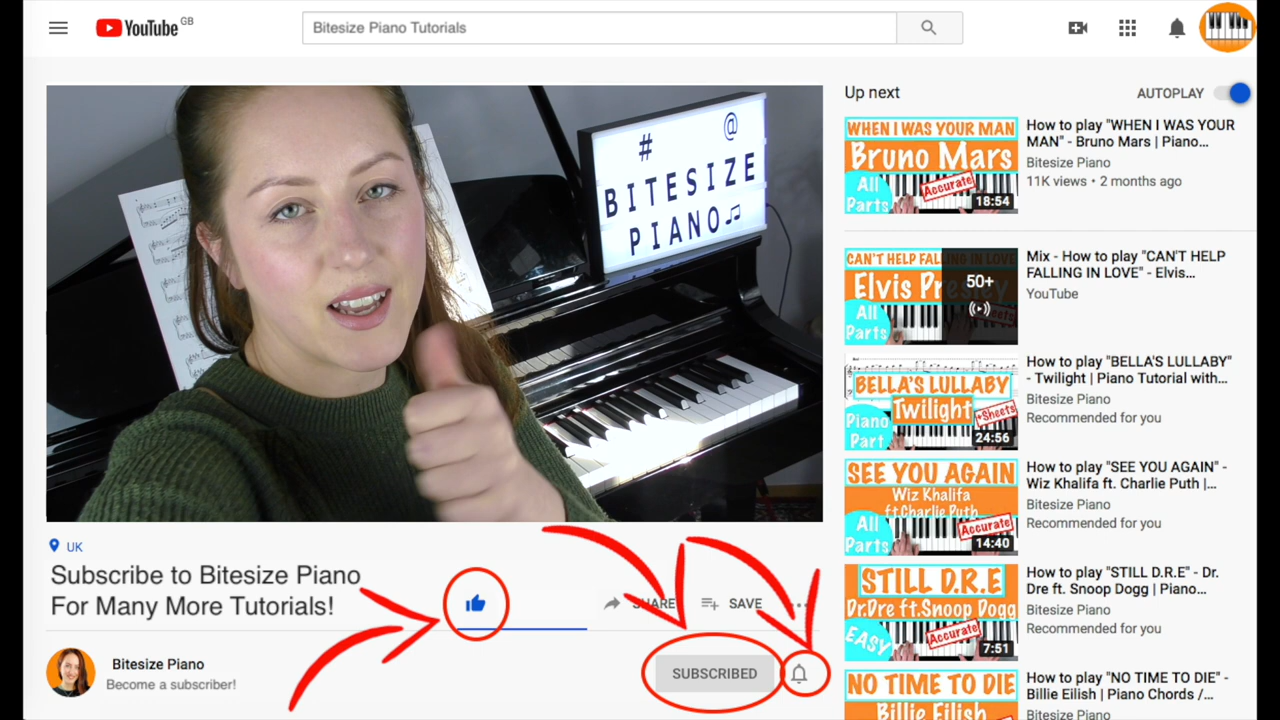 YouTube GB
Bitesize Piano Tutorials
# @
BITESIZE
PIANO♫
UK
Subscribe to Bitesize Piano
For Many More Tutorials!
SHARE
SAVE
Bitesize Piano
Become a subscriber!
SUBSCRIBED
Up next
AUTOPLAY
WHEN I WAS YOUR MAN
Bruno Mars
All
Parts
Accurate
18:54
How to play "WHEN I WAS YOUR
MAN" - Bruno Mars | Piano...
Bitesize Piano
11K views • 2 months ago
CAN'T HELP FALLING IN LOVE
Elvis Presley
All
Parts
50+
Mix - How to play "CAN'T HELP
FALLING IN LOVE" - Elvis...
YouTube
BELLA'S LULLABY
Twilight
Piano
Part
+Sheets
24:56
How to play "BELLA'S LULLABY"
- Twilight | Piano Tutorial with...
Bitesize Piano
Recommended for you
SEE YOU AGAIN
Wiz Khalifa
ft.Charlie Puth
All
Parts
Accurate
14:40
How to play "SEE YOU AGAIN" -
Wiz Khalifa ft. Charlie Puth |...
Bitesize Piano
Recommended for you
STILL D.R.E
Dr.Dre ft.Snoop Dogg
EASY
Accurate
7:51
How to play "STILL D.R.E" - Dr.
Dre ft. Snoop Dogg | Piano...
Bitesize Piano
Recommended for you
NO TIME TO DIE
Billie Eilish
How to play "NO TIME TO DIE" -
Billie Eilish | Piano Chords /...
Bitesize Piano